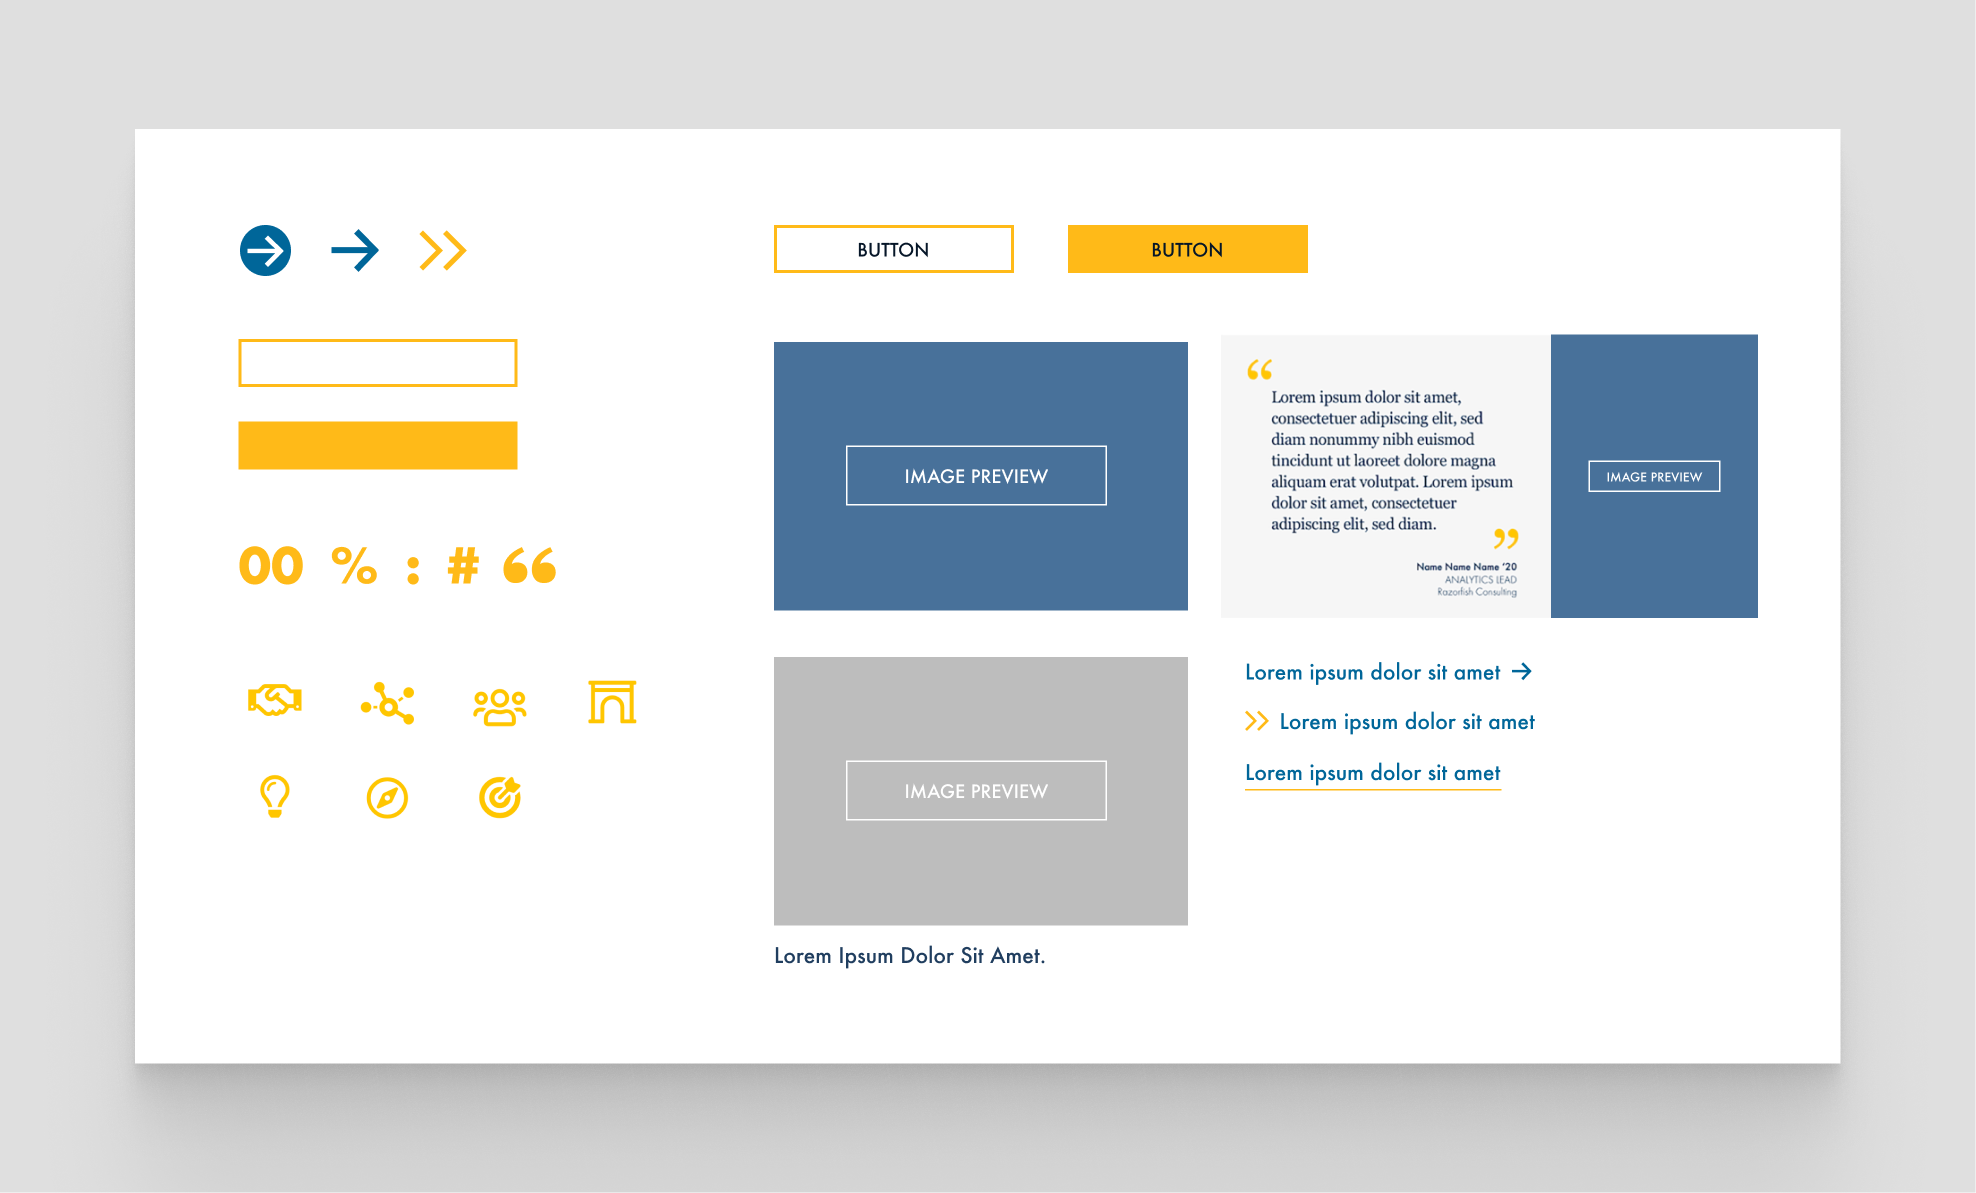 BUTTON
BUTTON
00 % : # “
IMAGE PREVIEW
“
Lorem ipsum dolor sit amet,
consectetuer adipiscing elit, sed
diam nonummy nibh euismod
tincidunt ut laoreet dolore magna
aliquam erat volutpat. Lorem ipsum
dolor sit amet, consectetuer
adipiscing elit, sed diam.
”
Name Name Name ‘20
ANALYTICS LEAD
Razorfish Consulting
IMAGE PREVIEW
IMAGE PREVIEW
Lorem Ipsum Dolor Sit Amet.
Lorem ipsum dolor sit amet
Lorem ipsum dolor sit amet
Lorem ipsum dolor sit amet